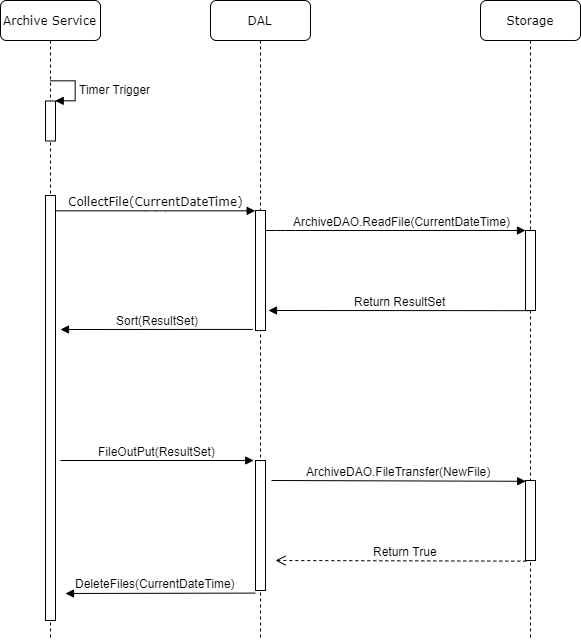 Archive Service
DAL
Storage
Timer Trigger
CollectFile(CurrentDateTime)
ArchiveDAO.ReadFile(CurrentDateTime)
Return ResultSet
Sort(ResultSet)
FileOutPut(ResultSet)
ArchiveDAO.FileTransfer(NewFile)
Return True
DeleteFiles(CurrentDateTime)